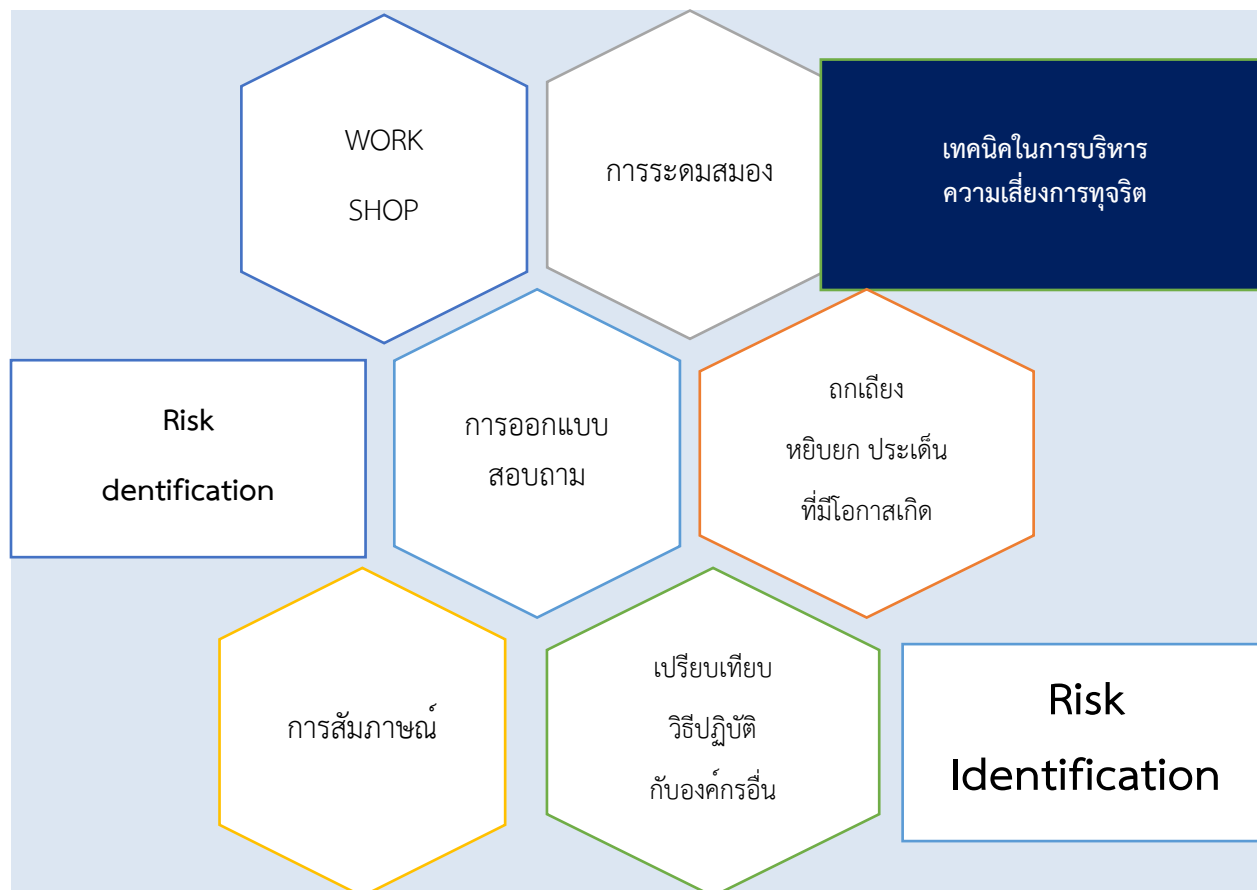 WORK
SHOP
การระดมสมอง
เทคนิคในการบริหาร
ความเสี่ยงการทุจริต
Risk
dentification
การออกแบบ
สอบถาม
ถกเถียง
หยิบยก ประเด็น
ที่มีโอกาสเกิด
การสัมภาษณ์
เปรียบเทียบ
วิธีปฏิบัติ
กับองค์กรอื่น
Risk
Identification